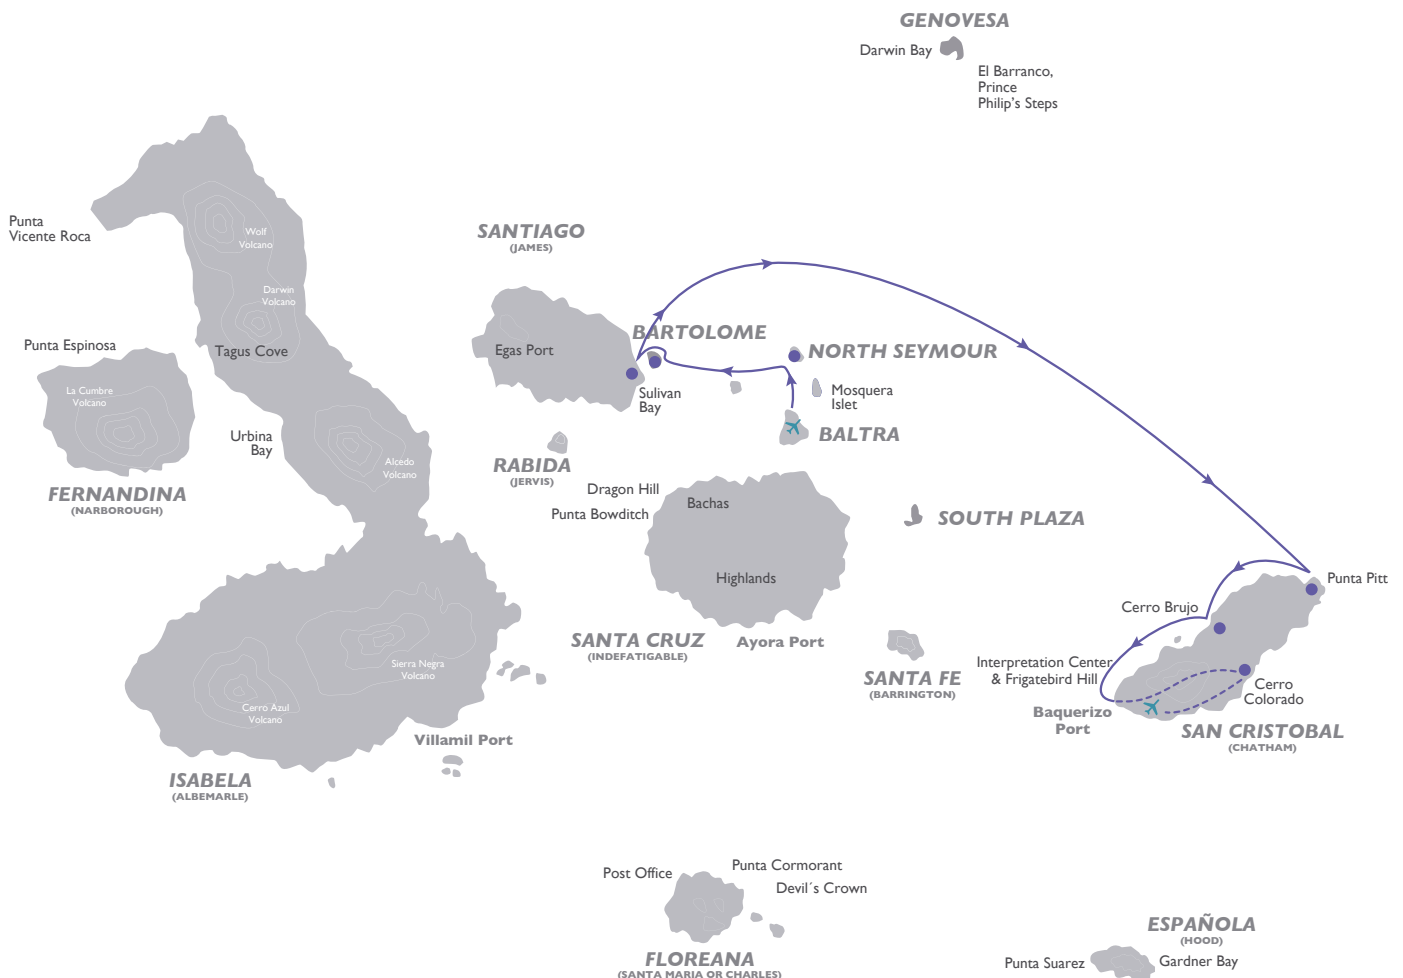 GENOVESA
Darwin Bay
El Barranco,
Prince
Philip's Steps
Punta
Vicente Roca
Wolf
Volcano
SANTIAGO
(JAMES)
Darwin
Volcano
BARTOLOME
Punta Espinosa
Tagus Cove
Egas Port
NORTH SEYMOUR
La Cumbre
Volcano
Sulivan
Bay
Mosquera
Islet
BALTRA
Urbina
Bay
Alcedo
Volcano
RABIDA
(JERVIS)
FERNANDINA
(NARBOROUGH)
Dragon Hill
Bachas
Punta Bowditch
SOUTH PLAZA
Highlands
Punta Pitt
Cerro Brujo
SANTA CRUZ
(INDEFATIGABLE)
Ayora Port
Sierra Negra
Volcano
SANTA FE
(BARRINGTON)
Interpretation Center
& Frigatebird Hill
Cerro
Colorado
Cerro Azul
Volcano
Baquerizo
Port
SAN CRISTOBAL
(CHATHAM)
Villamil Port
ISABELA
(ALBEMARLE)
Post Office
Punta Cormorant
Devil´s Crown
FLOREANA
(SANTA MARIA OR CHARLES)
ESPAÑOLA
(HOOD)
Punta Suarez
Gardner Bay